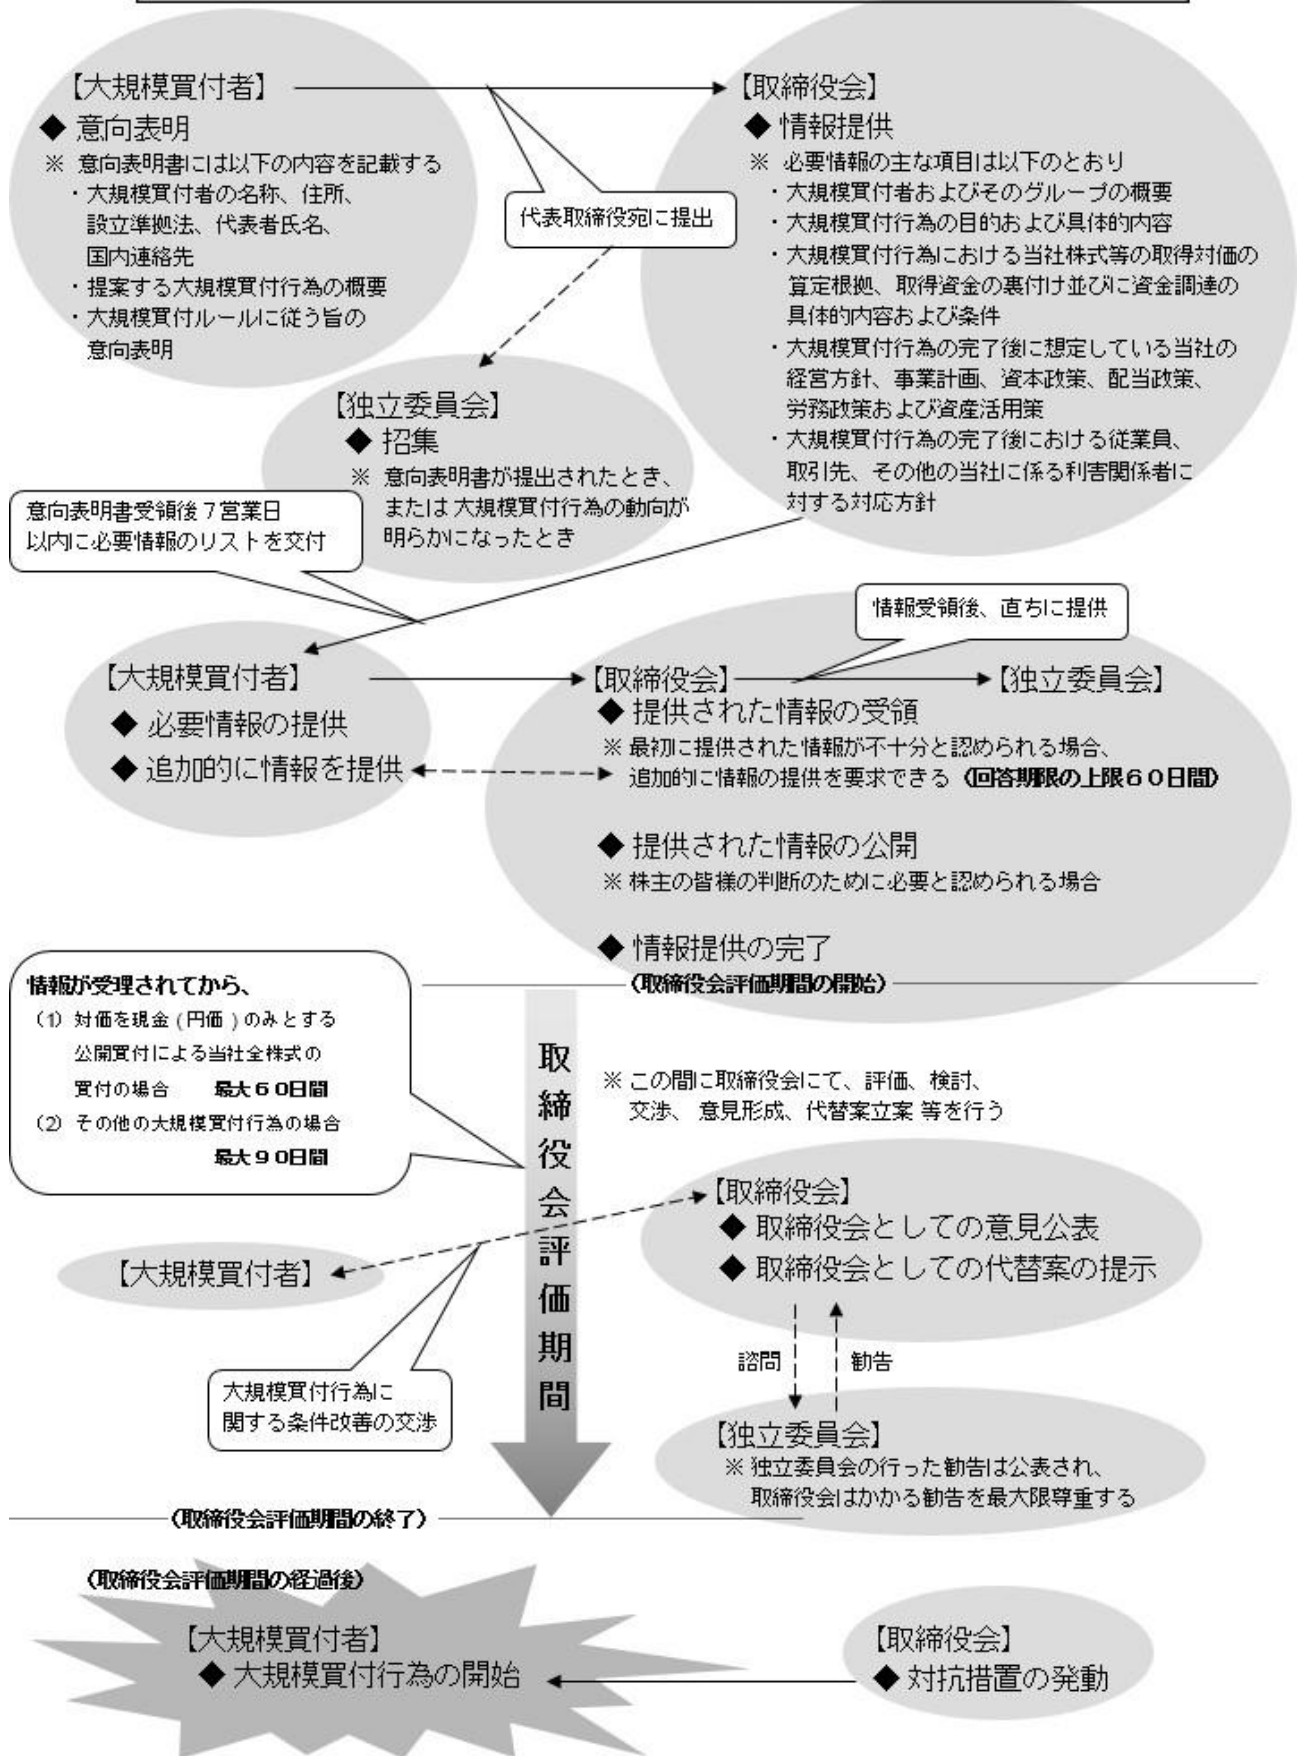 【大規模買付者】
◆ 意向表明
※ 意向表明書には以下の内容を記載する
・大規模買付者の名称、住所、
設立準拠法、代表者氏名、
国内連絡先
・提案する大規模買付行為の概要
・大規模買付ルールに従う旨の
意向表明
代表取締役宛に提出
【取締役会】
◆ 情報提供
※ 必要情報の主な項目は以下のとおり
・大規模買付者およびそのグループの概要
・大規模買付行為の目的および具体的内容
・大規模買付行為における当社株式等の取得対価の
算定根拠、取得資金の裏付け並びに資金調達の
具体的内容および条件
・大規模買付行為の完了後に想定している当社の
経営方針、事業計画、資本政策、配当政策、
労務政策および資産活用策
・大規模買付行為の完了後における従業員、
取引先、その他の当社に係る利害関係者に
対する対応方針
【独立委員会】
◆ 招集
※ 意向表明書が提出されたとき、
または大規模買付行為の動向が
明らかになったとき
意向表明書受領後7営業日
以内に必要情報のリストを交付
情報受領後、直ちに提供
【大規模買付者】
◆ 必要情報の提供
◆ 追加的に情報を提供
【取締役会】
【独立委員会】
◆ 提供された情報の受領
※ 最初に提供された情報が不十分と認められる場合、
追加的に情報の提供を要求できる (回答期限の上限60日間)
◆ 提供された情報の公開
※ 株主の皆様の判断のために必要と認められる場合
◆ 情報提供の完了
(取締役会評価期間の開始)
情報が受理されてから、
(1) 対価を現金(円価)のみとする
公開買付による当社全株式の
買付の場合 最大60日間
(2) その他の大規模買付行為の場合
最大90日間
取締役会評価期間
※ この間に取締役会にて、評価、検討、
交渉、意見形成、代替案立案 等を行う
【取締役会】
◆ 取締役会としての意見公表
◆ 取締役会としての代替案の提示
【大規模買付者】
諮問
勧告
大規模買付行為に
関する条件改善の交渉
【独立委員会】
※ 独立委員会の行った勧告は公表され、
取締役会はかかる勧告を最大限尊重する
(取締役会評価期間の終了)
(取締役会評価期間の経過後)
【大規模買付者】
◆ 大規模買付行為の開始
【取締役会】
◆ 対抗措置の発動